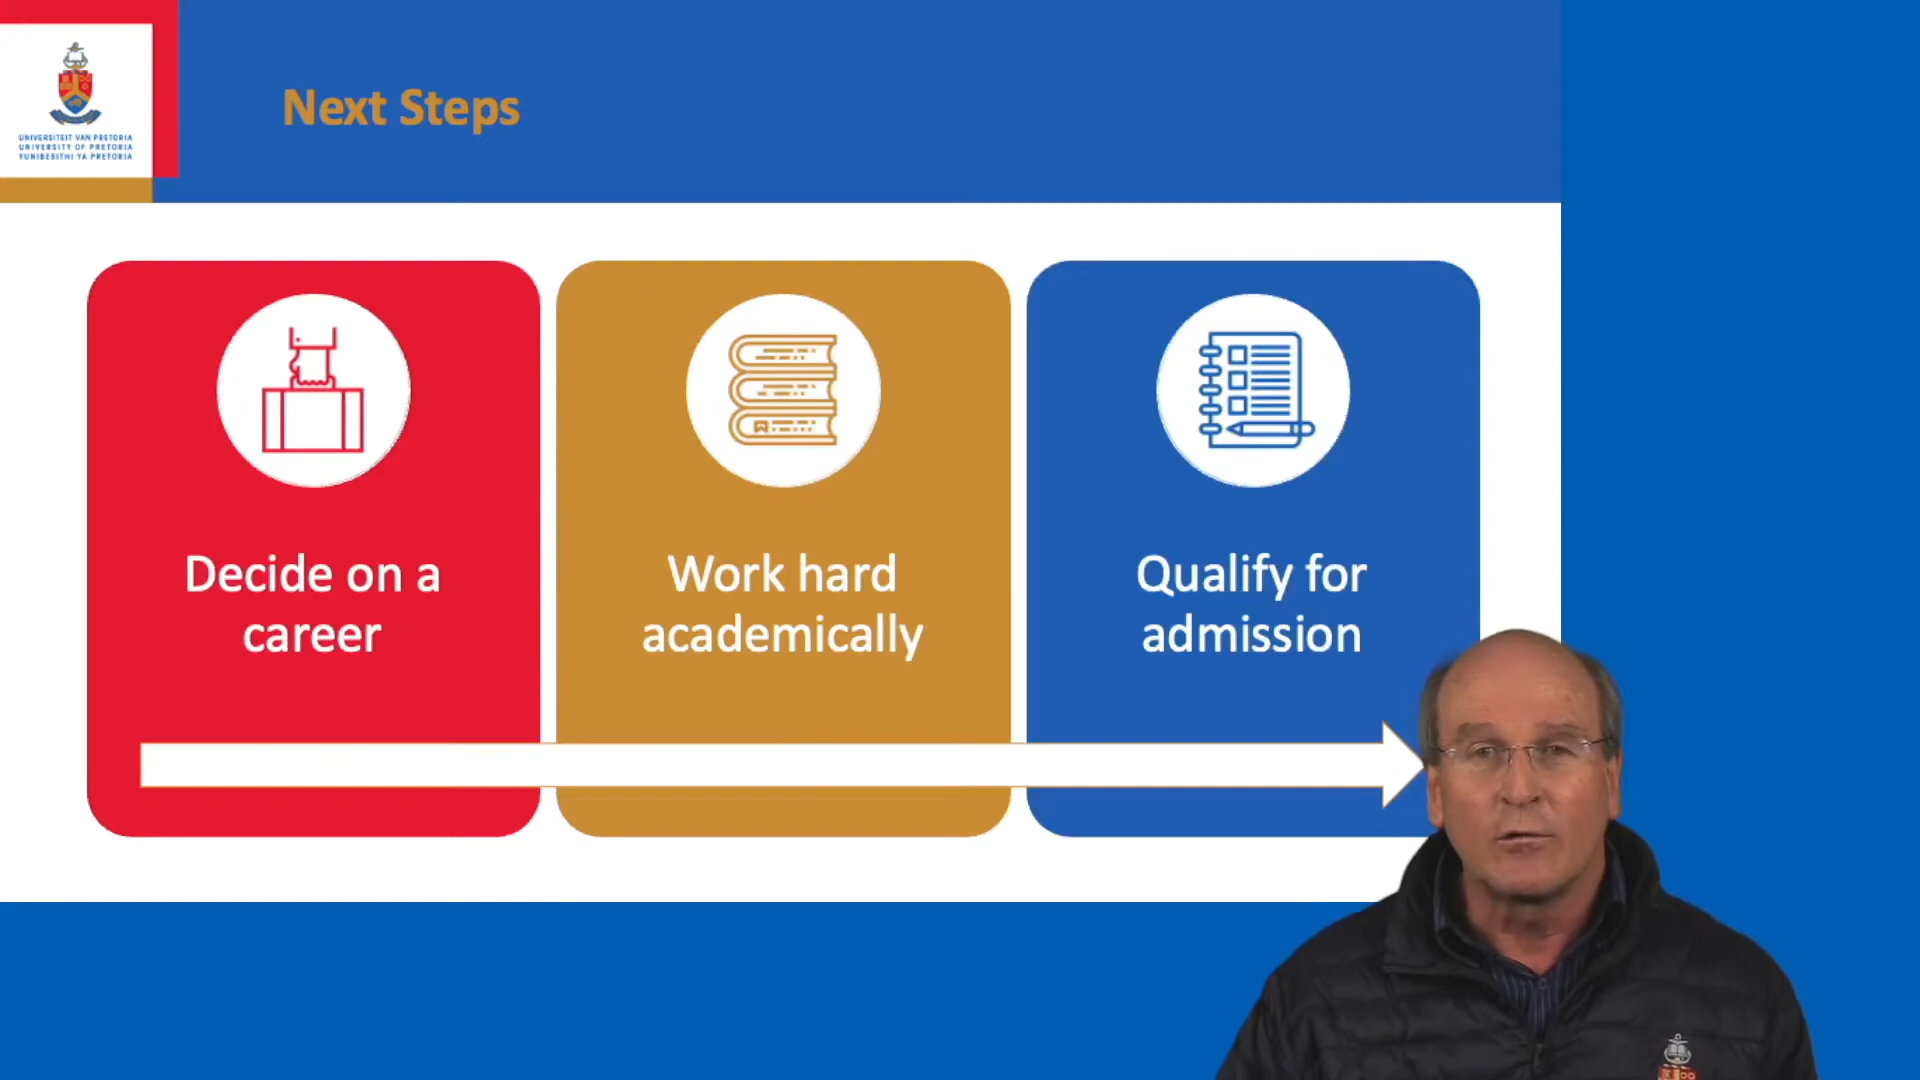 UNIVERSITEIT VAN PRETORIA
UNIVERSITY OF PRETORIA
YUNIBESITHI YA PRETORIA
Next Steps
Decide on a
career
Work hard
academically
Qualify for
admission